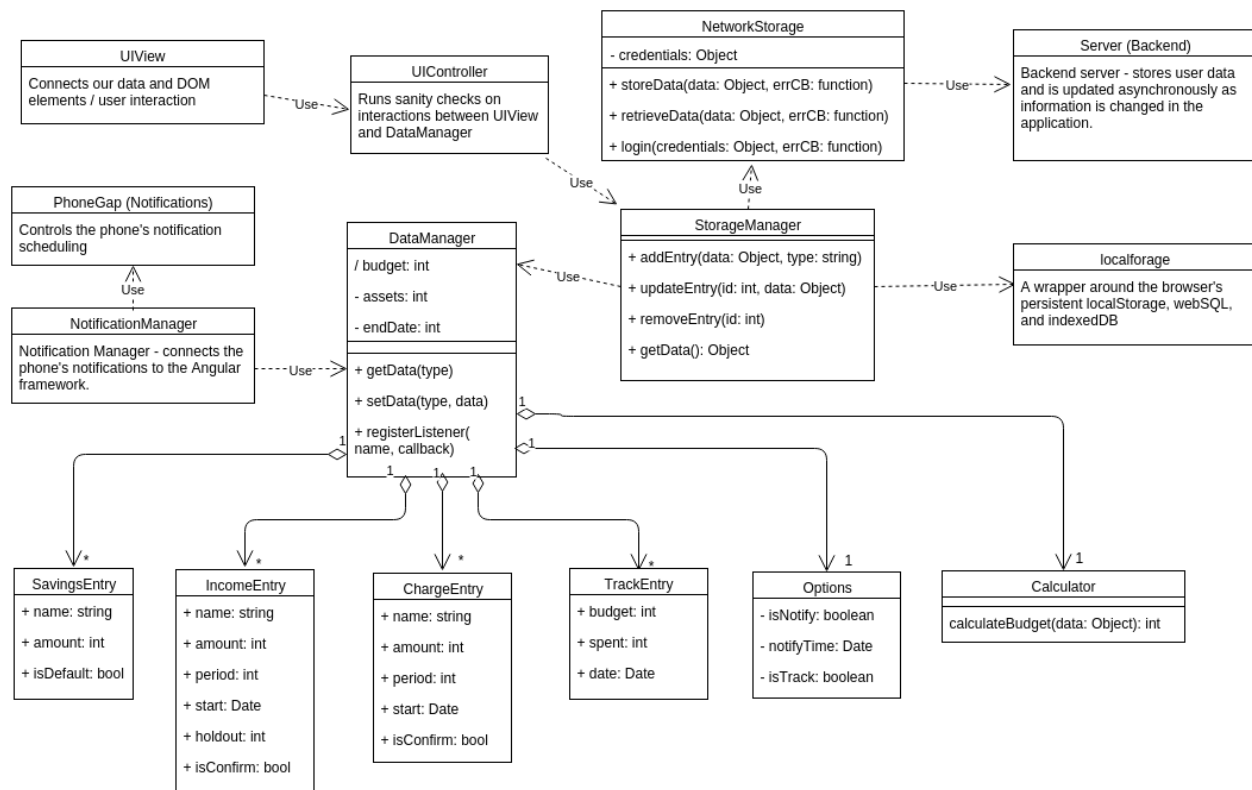 UIView
Connects our data and DOM
elements / user interaction
Use
UIController
Runs sanity checks on
interactions between UIView
and DataManager
Use
NetworkStorage
- credentials: Object
+ storeData(data: Object, errCB: function)
+ retrieveData(data: Object, errCB: function)
+ login(credentials: Object, errCB: function)
Use
Server (Backend)
Backend server - stores user data
and is updated asynchronously as
information is changed in the
application.
Use
PhoneGap (Notifications)
Controls the phone's notification
scheduling
Use
NotificationManager
Notification Manager - connects the
phone's notifications to the Angular
framework.
Use
DataManager
/ budget: int
- assets: int
- endDate: int
+ getData(type)
+ setData(type, data)
+ registerListener(
name, callback)
Use
StorageManager
+ addEntry(data: Object, type: string)
+ updateEntry(id: int, data: Object)
+ removeEntry(id: int)
+ getData(): Object
Use
localforage
A wrapper around the browser's
persistent localStorage, webSQL,
and indexedDB
1
1
1
1
1
1
*
*
*
*
1
1
SavingsEntry
+ name: string
+ amount: int
+ isDefault: bool
IncomeEntry
+ name: string
+ amount: int
+ period: int
+ start: Date
+ holdout: int
+ isConfirm: bool
ChargeEntry
+ name: string
+ amount: int
+ period: int
+ start: Date
+ isConfirm: bool
TrackEntry
+ budget: int
+ spent: int
+ date: Date
Options
- isNotify: boolean
- notifyTime: Date
- isTrack: boolean
Calculator
calculateBudget(data: Object): int